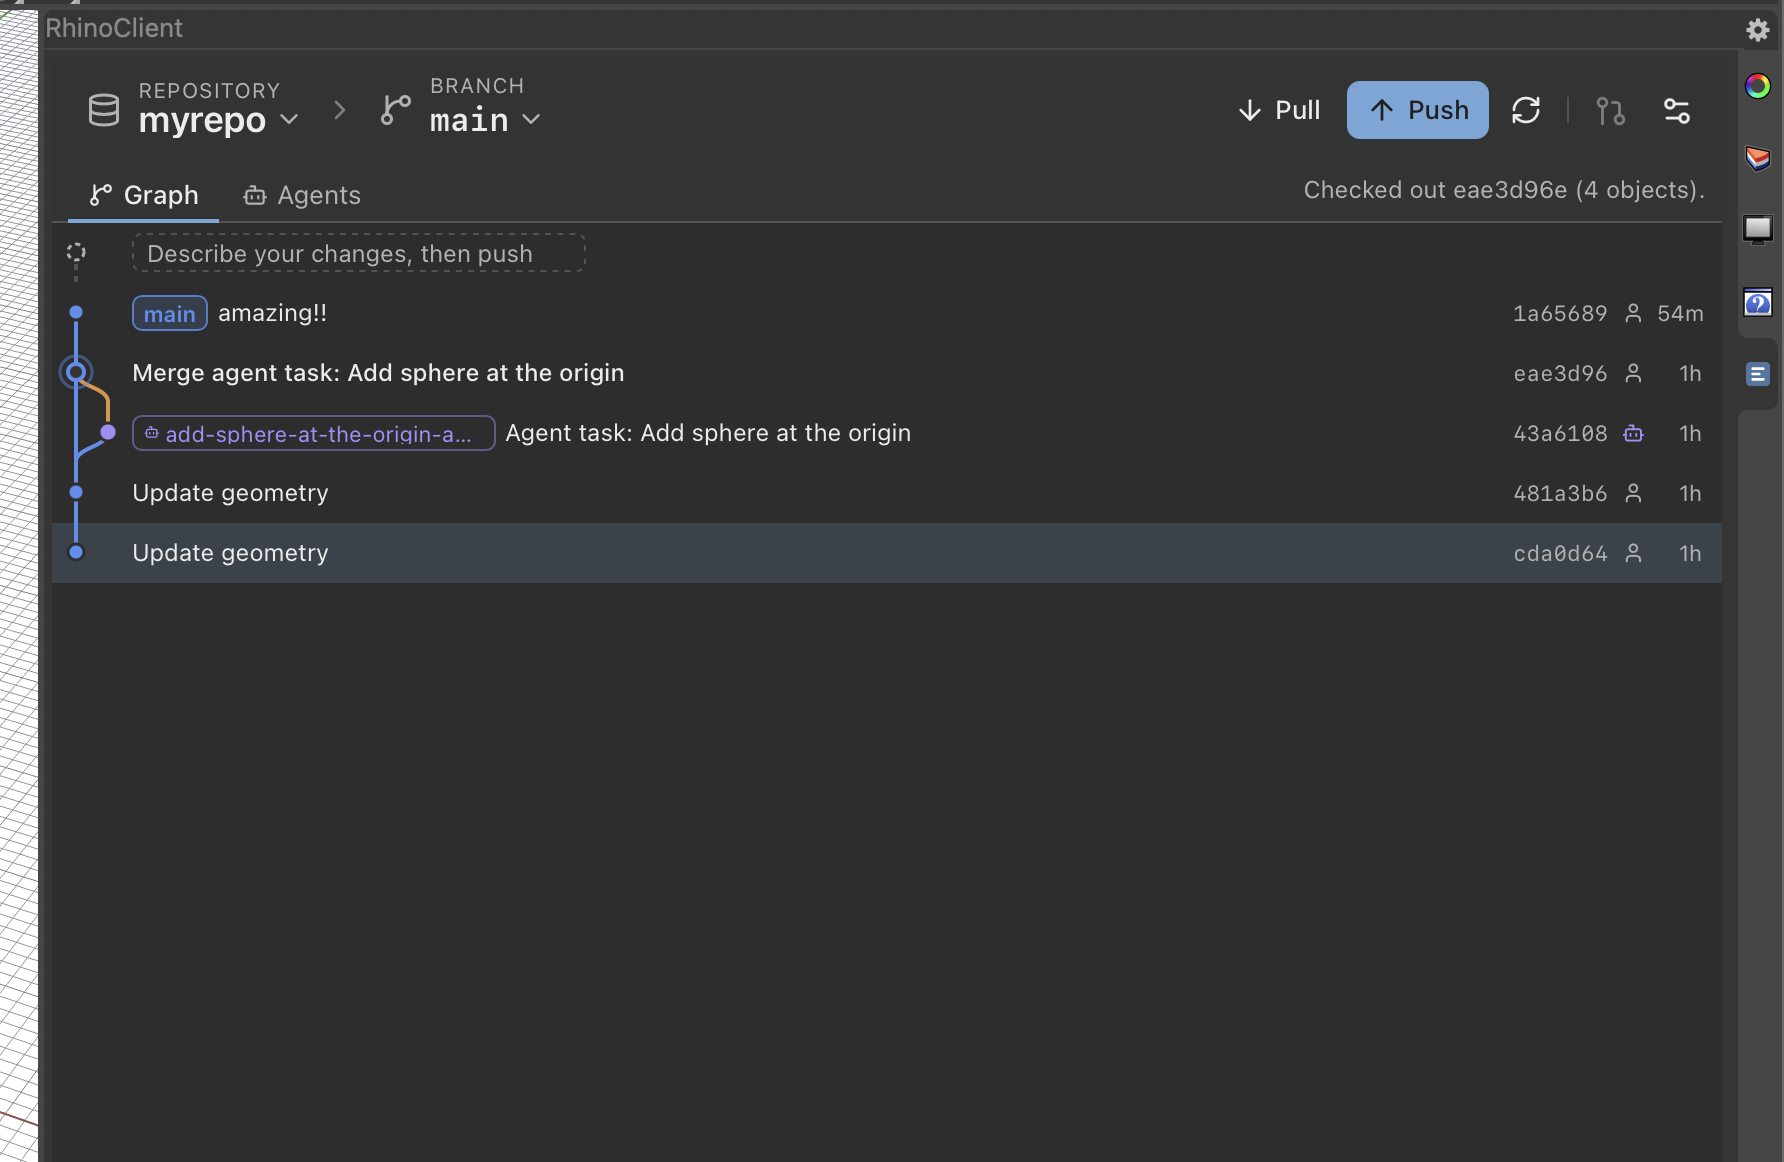 RhinoClient
REPOSITORY
myrepo
BRANCH
main
Pull
Push
Graph
Agents
Checked out eae3d96e (4 objects).
Describe your changes, then push
main amazing!! 1a65689 54m
Merge agent task: Add sphere at the origin eae3d96 1h
add-sphere-at-the-origin-a... Agent task: Add sphere at the origin 43a6108 1h
Update geometry 481a3b6 1h
Update geometry cda0d64 1h